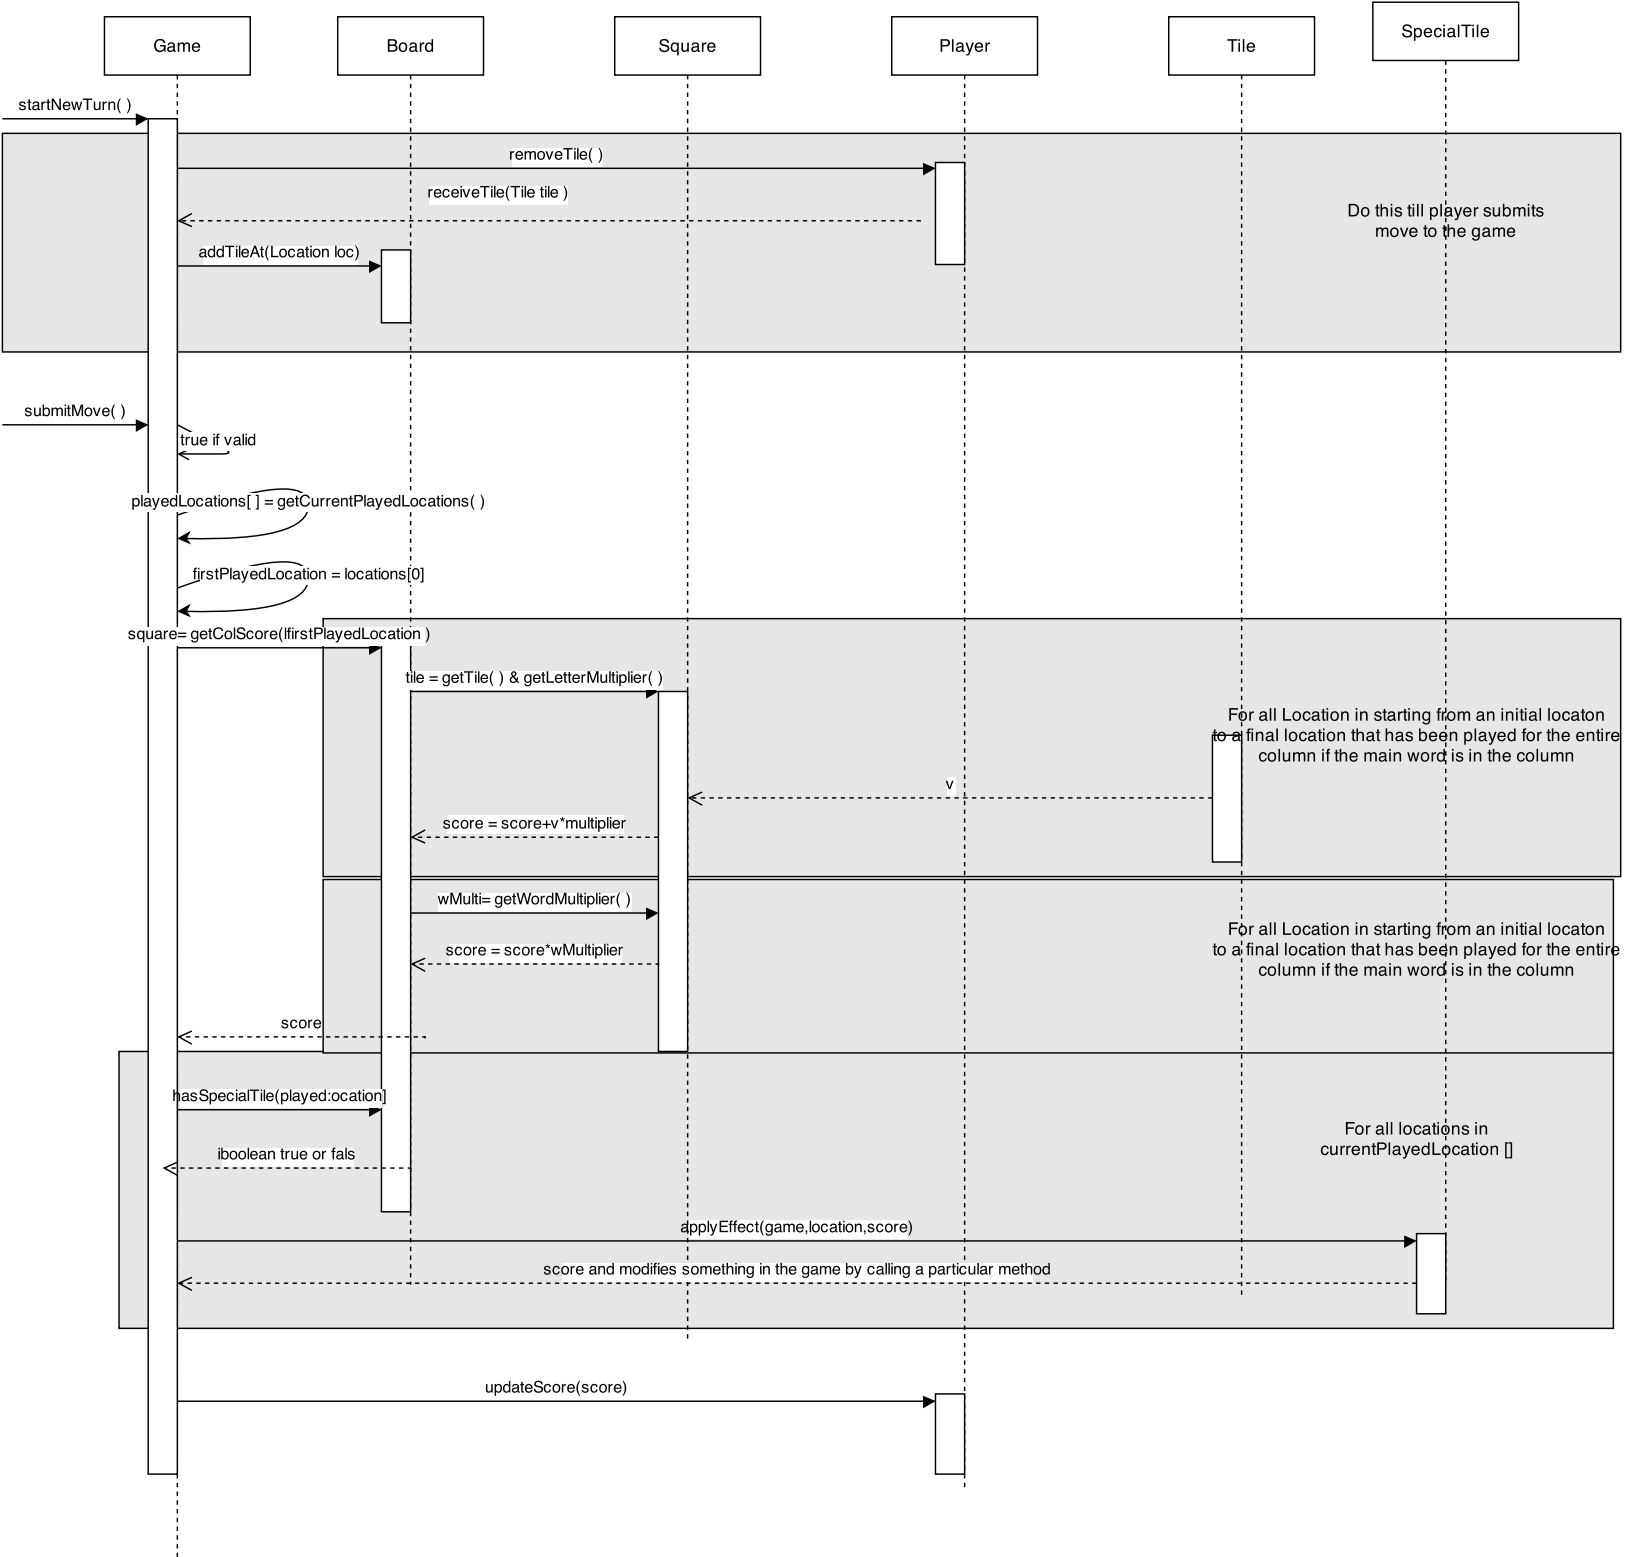 Game
Board
Square
Player
Tile
SpecialTile
startNewTurn( )
removeTile( )
receiveTile(Tile tile )
Do this till player submits
move to the game
addTileAt(Location loc)
submitMove( )
true if valid
playedLocations[ ] = getCurrentPlayedLocations( )
firstPlayedLocation = locations[0]
square= getColScore(lfirstPlayedLocation )
tile = getTile( ) & getLetterMultiplier( )
For all Location in starting from an initial locaton
to a final location that has been played for the entire
column if the main word is in the column
v
score = score+v*multiplier
wMulti= getWordMultiplier( )
For all Location in starting from an initial locaton
to a final location that has been played for the entire
column if the main word is in the column
score = score*wMultiplier
score
hasSpecialTile(played:ocation]
For all locations in
currentPlayedLocation []
iboolean true or fals
applyEffect(game,location,score)
score and modifies something in the game by calling a particular method
updateScore(score)